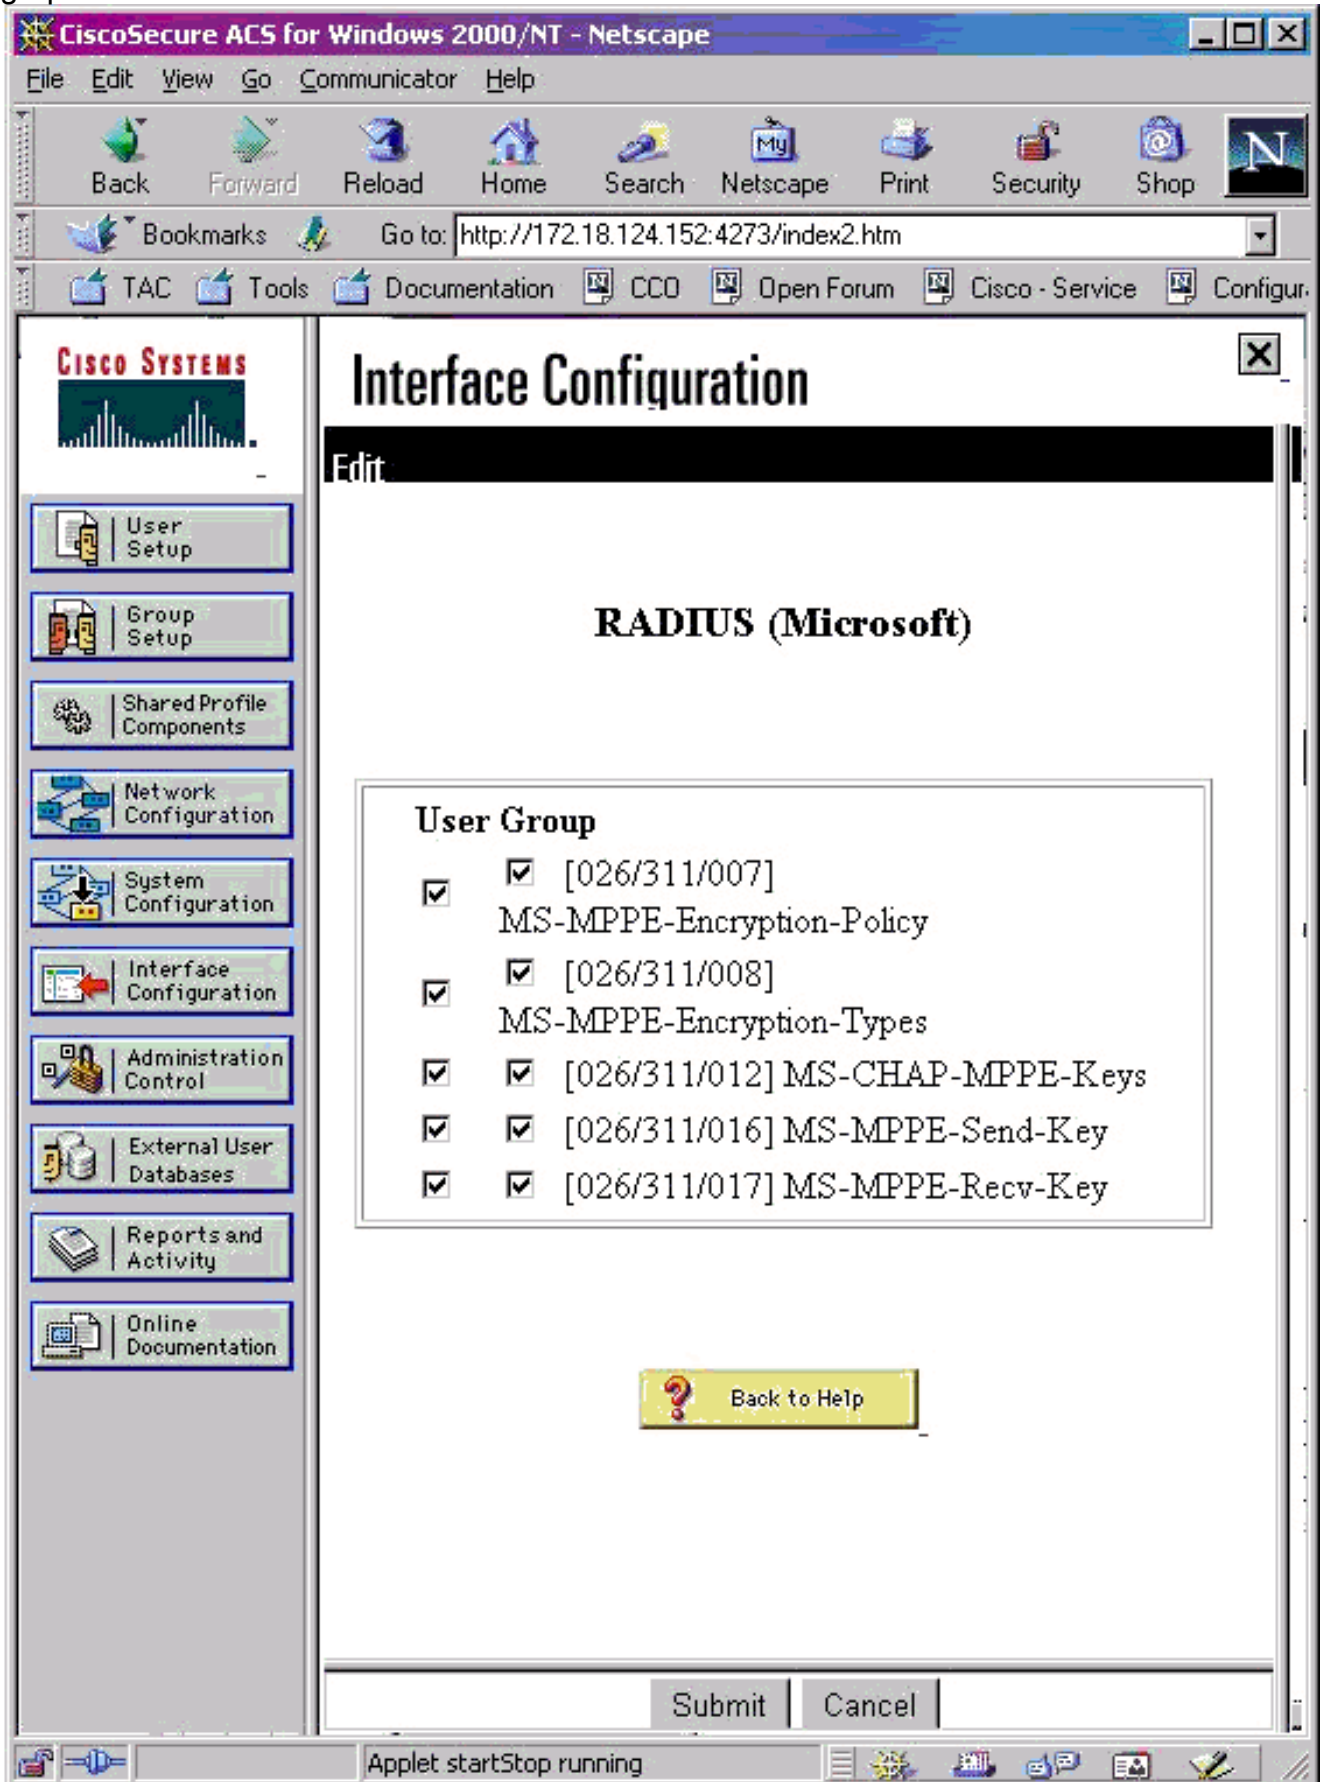 CiscoSecure ACS for Windows 2000/NT - Netscape
File Edit View Go Communicator Help
Back Forward Reload Home Search Netscape Print Security Shop
My
N
Bookmarks Go to: http://172.18.124.152:4273/index2.htm
TAC Tools Documentation CCO Open Forum Cisco - Service Configur
CISCO SYSTEMS
Interface Configuration
Edit
User
Setup
Group
Setup
Shared Profile
Components
Network
Configuration
System
Configuration
Interface
Configuration
Administration
Control
External User
Databases
Reports and
Activity
Online
Documentation
RADIUS (Microsoft)
User Group
[026/311/007]
MS-MPPE-Encryption-Policy
[026/311/008]
MS-MPPE-Encryption-Types
[026/311/012] MS-CHAP-MPPE-Keys
[026/311/016] MS-MPPE-Send-Key
[026/311/017] MS-MPPE-Recv-Key
? Back to Help
Submit Cancel
Applet startStop running